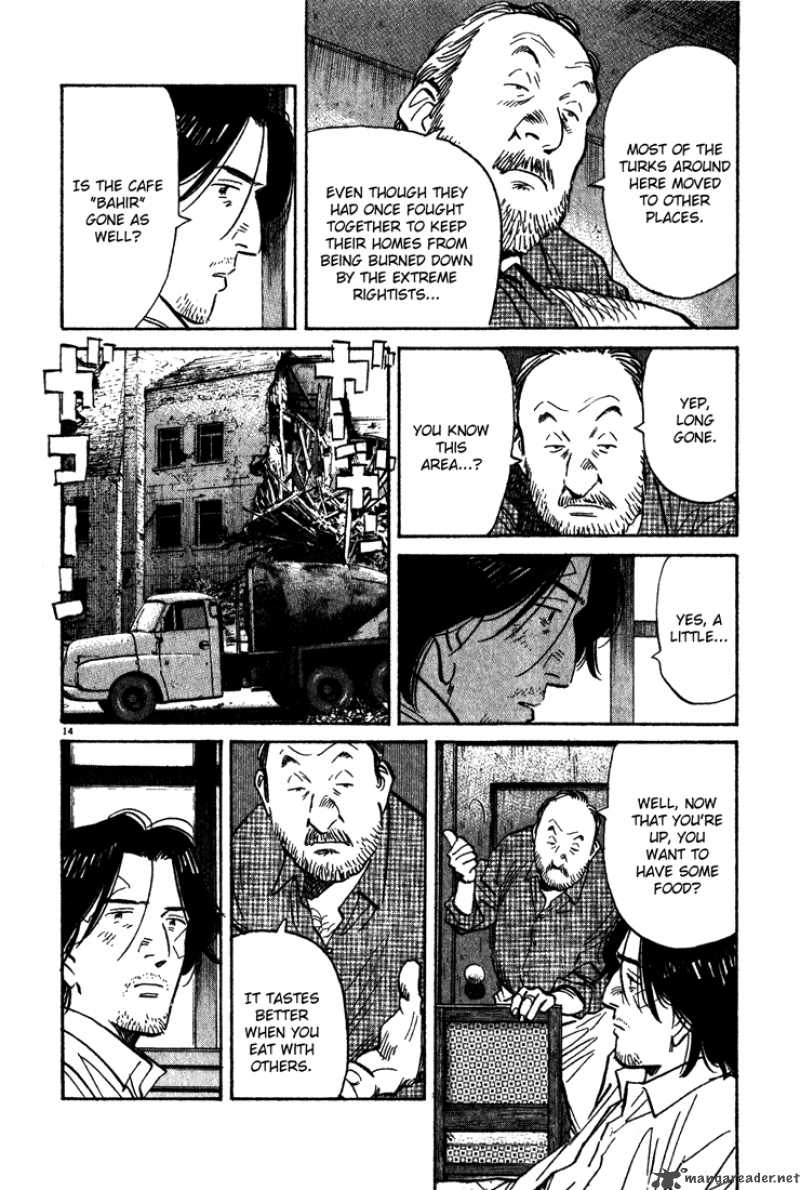 MOST OF THE
TURKS AROUND
HERE MOVED
TO OTHER
PLACES.
EVEN THOUGH THEY
HAD ONCE FOUGHT
TOGETHER TO KEEP
THEIR HOMES FROM
BEING BURNED DOWN
BY THE EXTREME
RIGHTISTS...
IS THE CAFE
"BAHIR"
GONE AS
WELL?
YEP,
LONG
GONE.
YOU KNOW
THIS
AREA...?
YES, A
LITTLE...
14
WELL, NOW
THAT YOU'RE
UP, YOU
WANT TO
HAVE SOME
FOOD?
IT TASTES
BETTER
WHEN YOU
EAT WITH
OTHERS.
mangareader.net